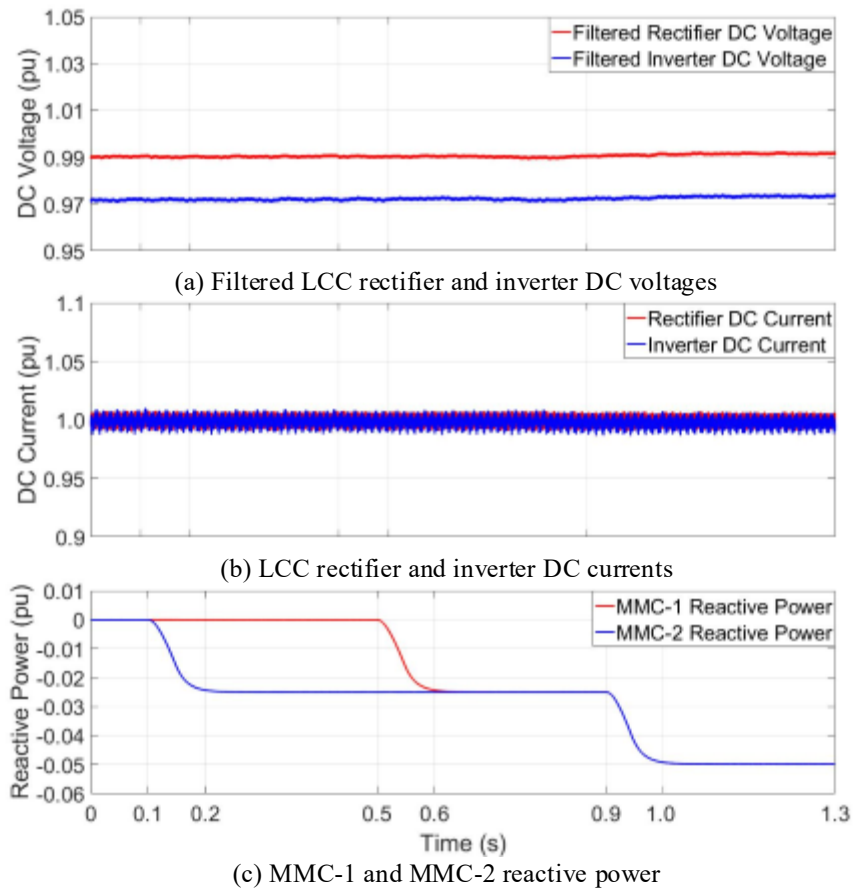 1.05
Filtered Rectifier DC Voltage
Filtered Inverter DC Voltage
1.03
1.01
0.99
0.97
0.95
DC Voltage (pu)
(a) Filtered LCC rectifier and inverter DC voltages
1.1
Rectifier DC Current
Inverter DC Current
1.05
1.0
0.95
0.9
DC Current (pu)
(b) LCC rectifier and inverter DC currents
0.01
MMC-1 Reactive Power
MMC-2 Reactive Power
0
-0.01
-0.02
-0.03
-0.04
-0.05
-0.06
Reactive Power (pu)
0 0.1 0.2 0.5 0.6 0.9 1.0 1.3
Time (s)
(c) MMC-1 and MMC-2 reactive power